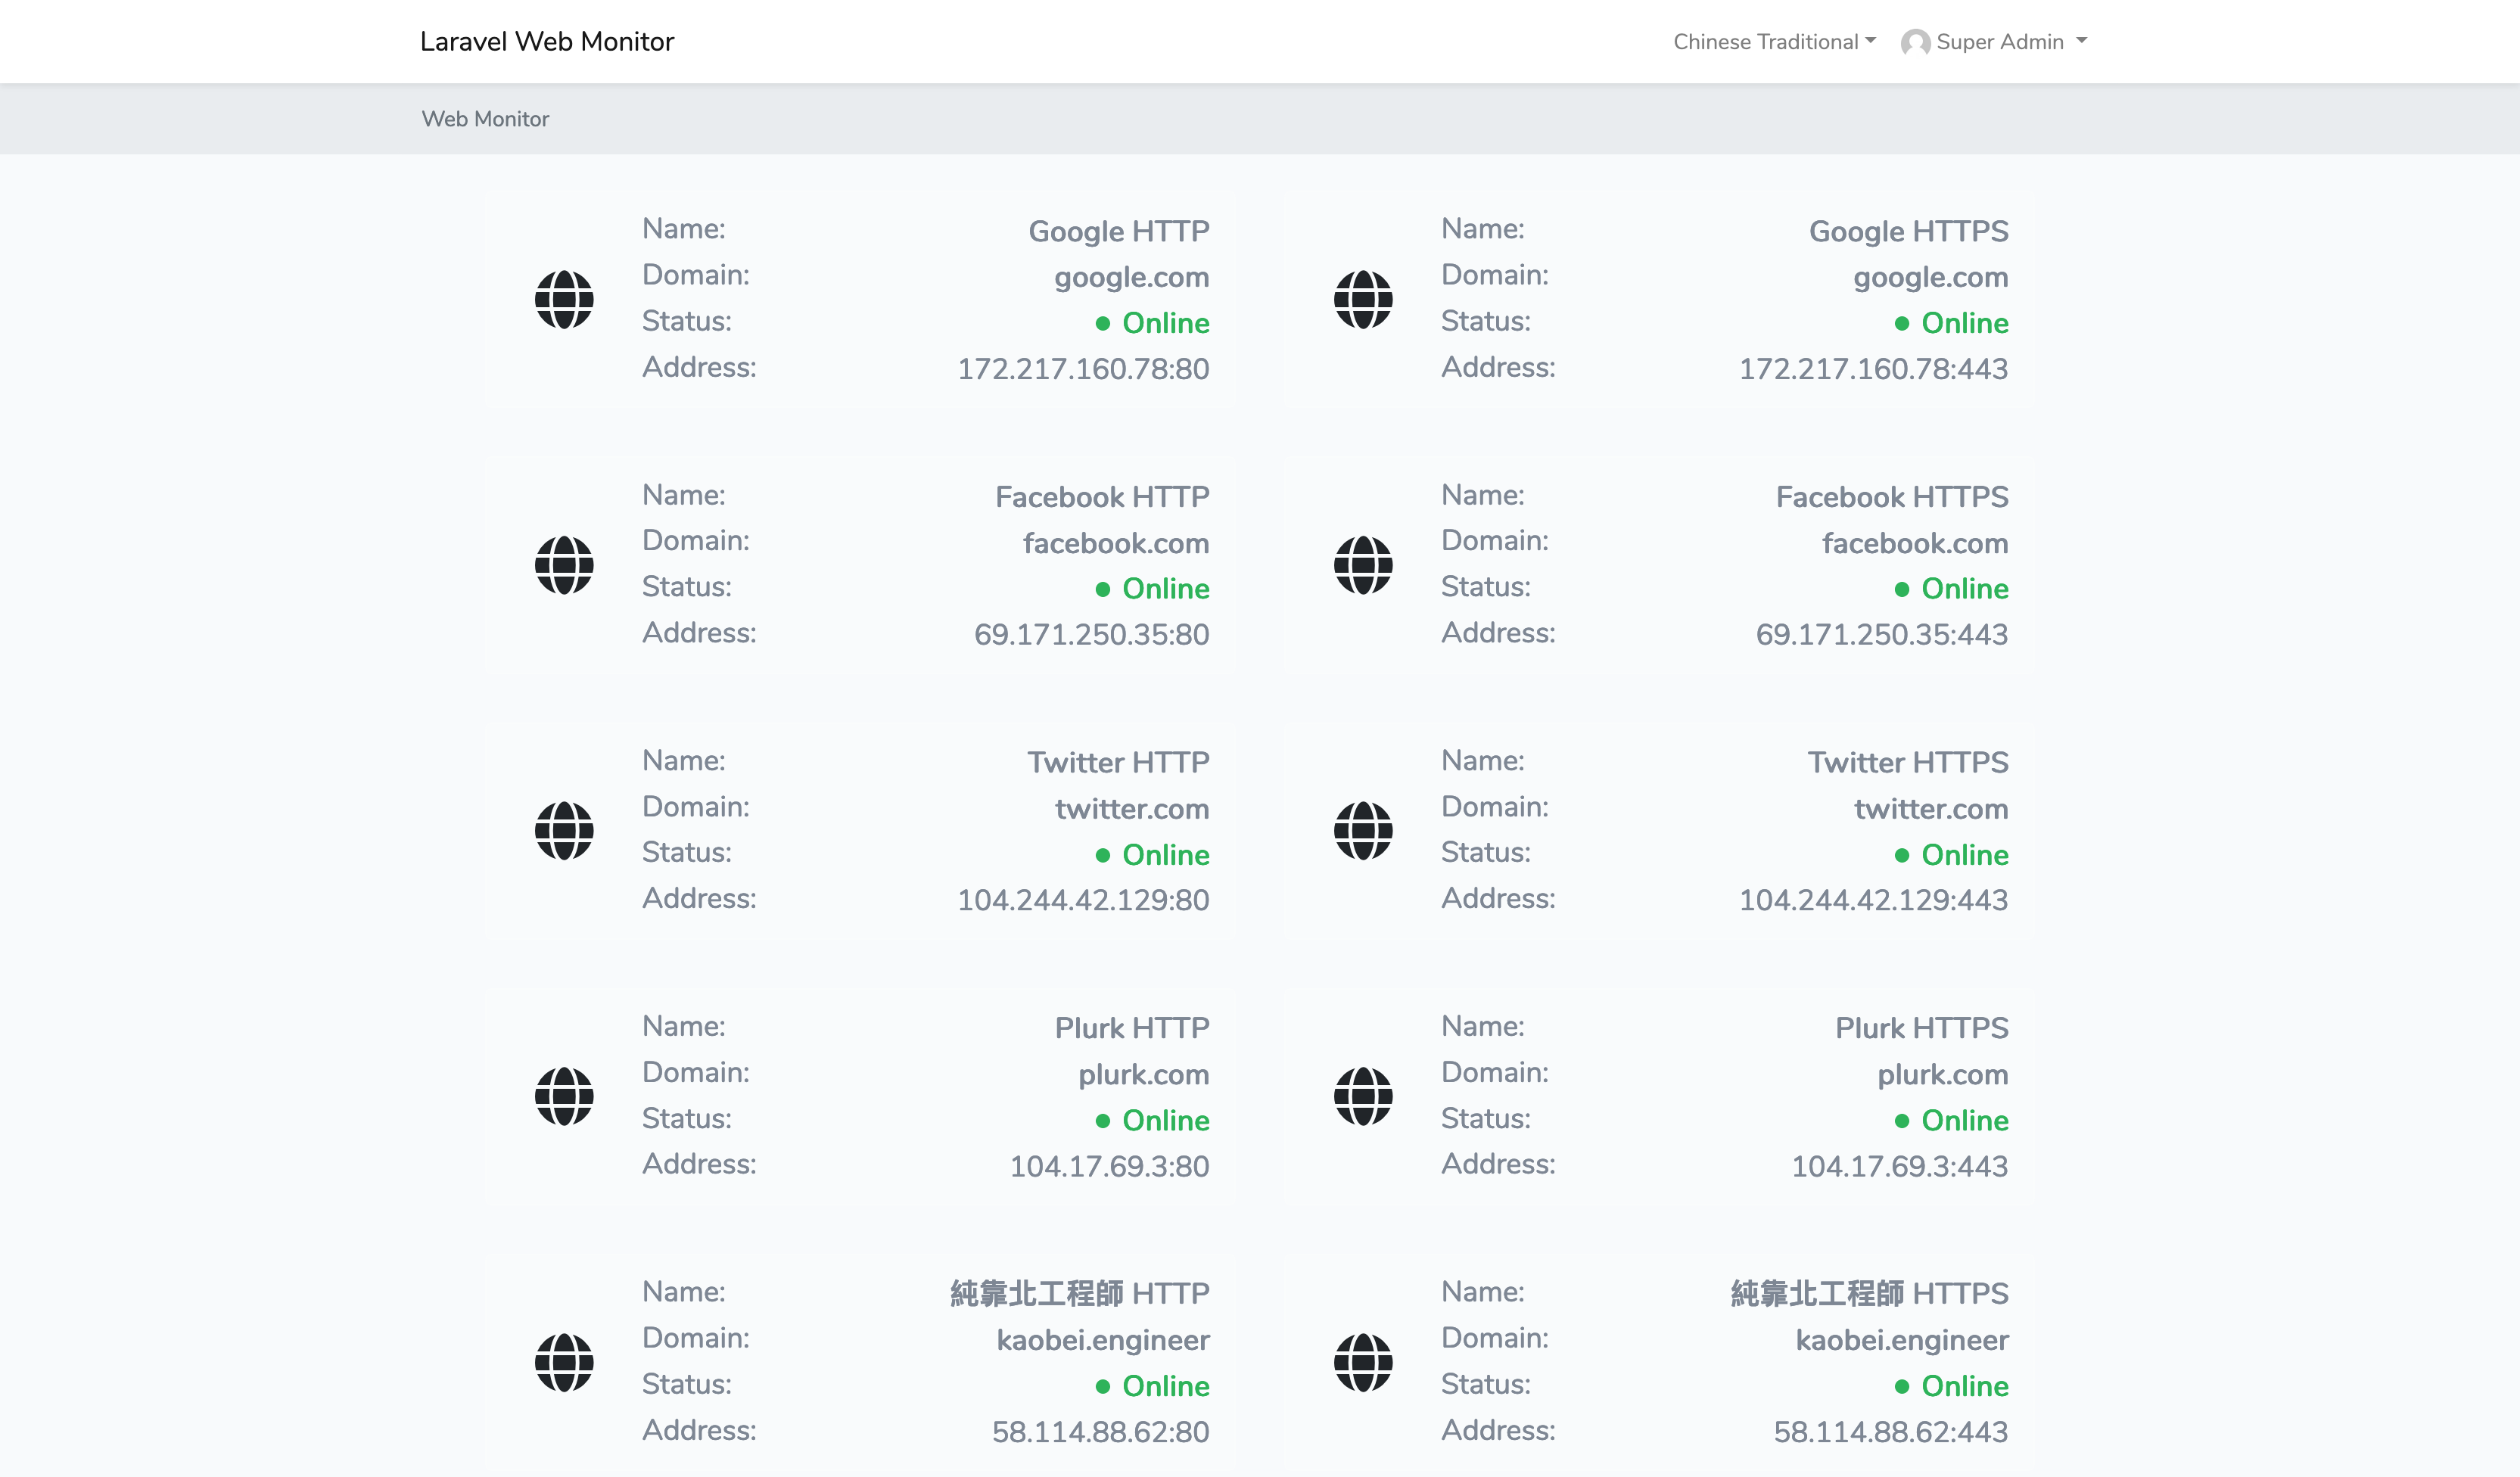 Laravel Web Monitor
Chinese Traditional
Super Admin
Web Monitor
Name: Google HTTP
Domain: google.com
Status: Online
Address: 172.217.160.78:80
Name: Google HTTPS
Domain: google.com
Status: Online
Address: 172.217.160.78:443
Name: Facebook HTTP
Domain: facebook.com
Status: Online
Address: 69.171.250.35:80
Name: Facebook HTTPS
Domain: facebook.com
Status: Online
Address: 69.171.250.35:443
Name: Twitter HTTP
Domain: twitter.com
Status: Online
Address: 104.244.42.129:80
Name: Twitter HTTPS
Domain: twitter.com
Status: Online
Address: 104.244.42.129:443
Name: Plurk HTTP
Domain: plurk.com
Status: Online
Address: 104.17.69.3:80
Name: Plurk HTTPS
Domain: plurk.com
Status: Online
Address: 104.17.69.3:443
Name: 純靠北工程師 HTTP
Domain: kaobei.engineer
Status: Online
Address: 58.114.88.62:80
Name: 純靠北工程師 HTTPS
Domain: kaobei.engineer
Status: Online
Address: 58.114.88.62:443